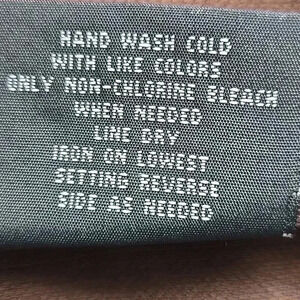 HAND WASH COLD
WITH LIKE COLORS
ONLY NON-CHLORINE BLEACH
WHEN NEEDED
LINE DRY
IRON ON LOWEST
SETTING REVERSE
SIDE AS NEEDED